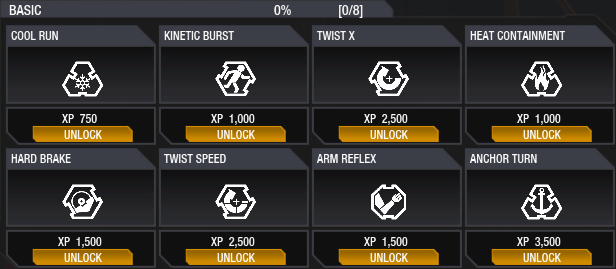 BASIC 0% [0/8]
COOL RUN KINETIC BURST TWIST X HEAT CONTAINMENT
XP 750 XP 1,000 XP 2,500 XP 1,000
UNLOCK UNLOCK UNLOCK UNLOCK
HARD BRAKE TWIST SPEED ARM REFLEX ANCHOR TURN
XP 1,500 XP 2,500 XP 1,500 XP 3,500
UNLOCK UNLOCK UNLOCK UNLOCK